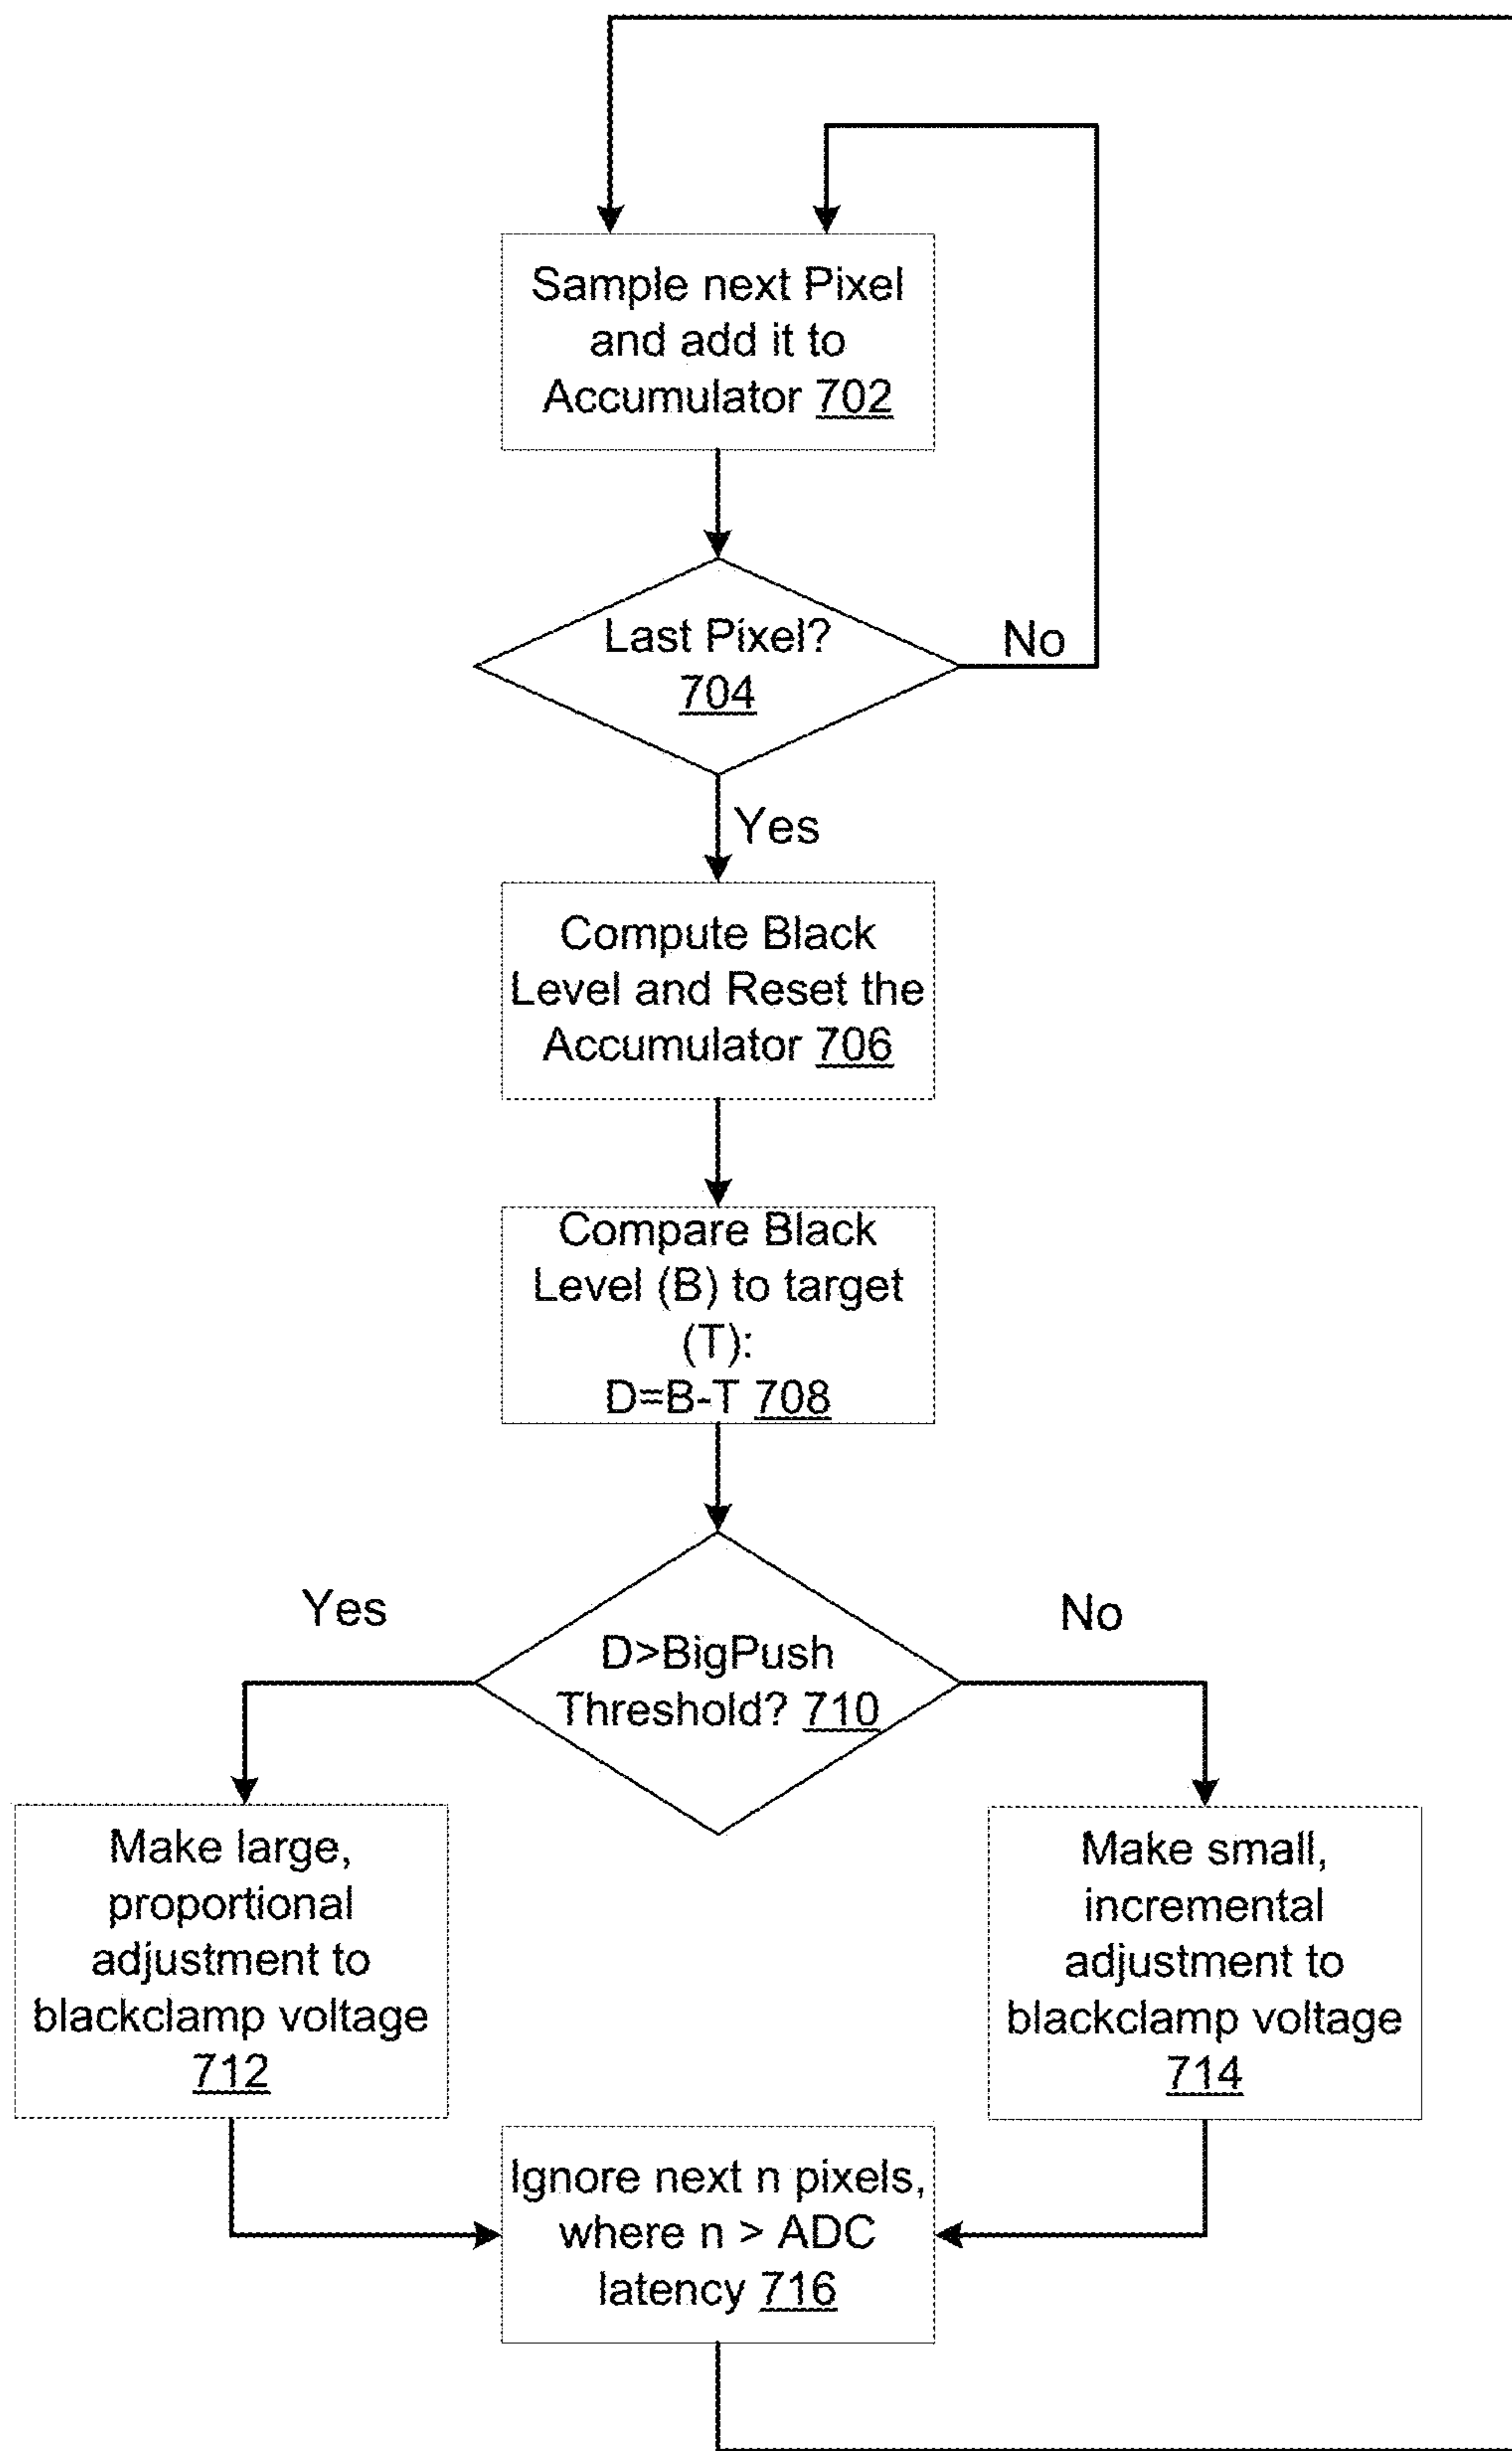 Sample next Pixel
and add it to
Accumulator 702
Last Pixel?
704
No
Yes
Compute Black
Level and Reset the
Accumulator 706
Compare Black
Level (B) to target
(T):
D=B-T 708
Yes
No
D>BigPush
Threshold? 710
Make large,
proportional
adjustment to
blackclamp voltage
712
Make small,
incremental
adjustment to
blackclamp voltage
714
Ignore next n pixels,
where n > ADC
latency 716